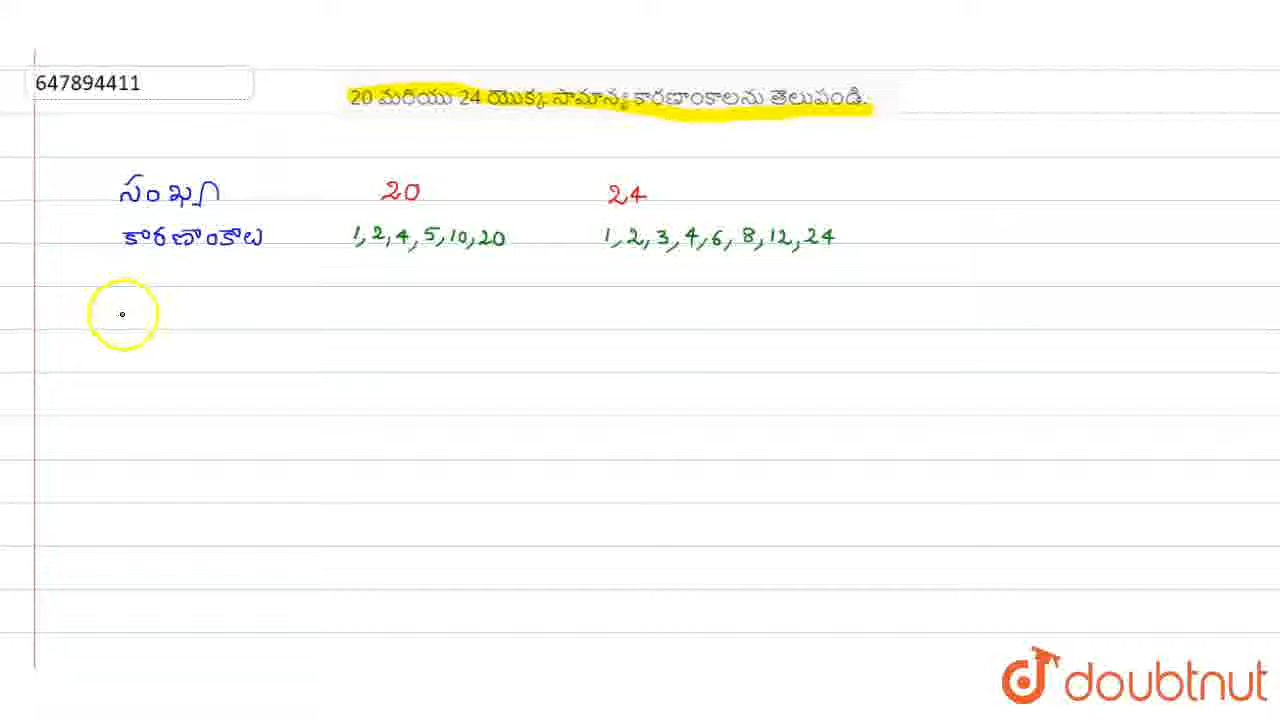 647894411
20 మరియు 24 యొక్క సామాన్య కారణాంకాలను తెలుపండి.
సంఖ్య 20 24
కారణాంకాలు 1, 2, 4, 5, 10, 20 1, 2, 3, 4, 6, 8, 12, 24
doubtnut